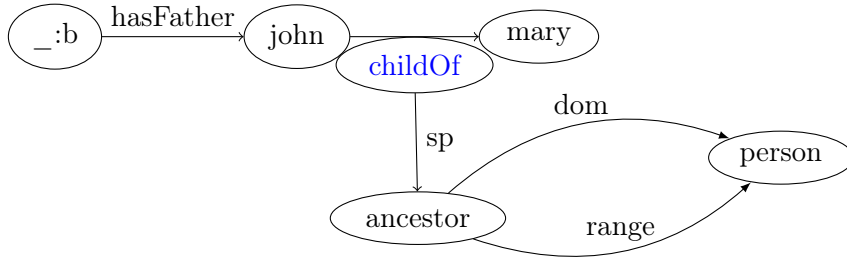 _:b
hasFather
john
mary
childOf
sp
dom
person
ancestor
range